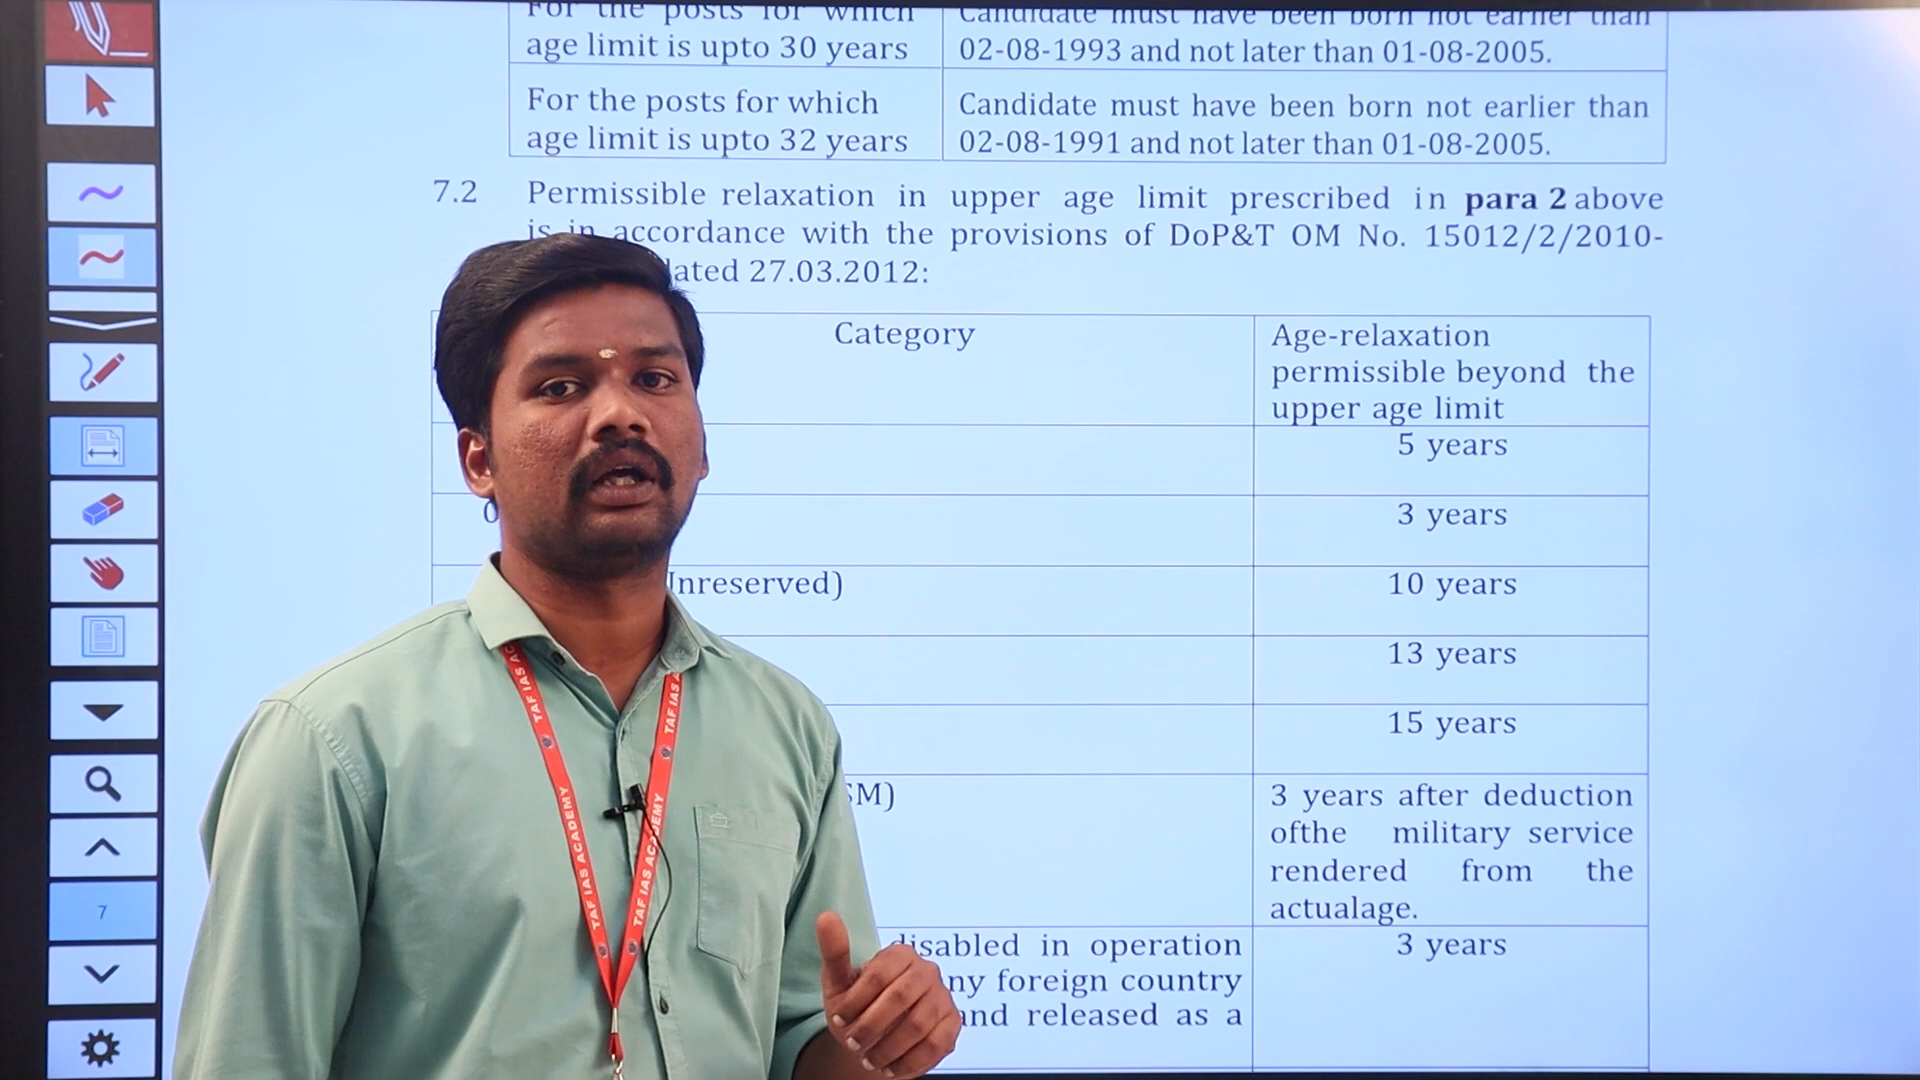 For the posts for which
age limit is upto 30 years
Candidate must have been born not earlier than
02-08-1993 and not later than 01-08-2005.
For the posts for which
age limit is upto 32 years
Candidate must have been born not earlier than
02-08-1991 and not later than 01-08-2005.
7.2 Permissible relaxation in upper age limit prescribed in para 2 above
is in accordance with the provisions of DoP&T OM No. 15012/2/2010-
27.03.2012:
Category
Age-relaxation
permissible beyond the
upper age limit
5 years
3 years
10 years
13 years
15 years
3 years after deduction
ofthe military service
rendered from the
actualage.
disabled in operation
foreign country
and released as a
3 years
7
TAF IAS ACADEMY
TAF IAS ACADEMY